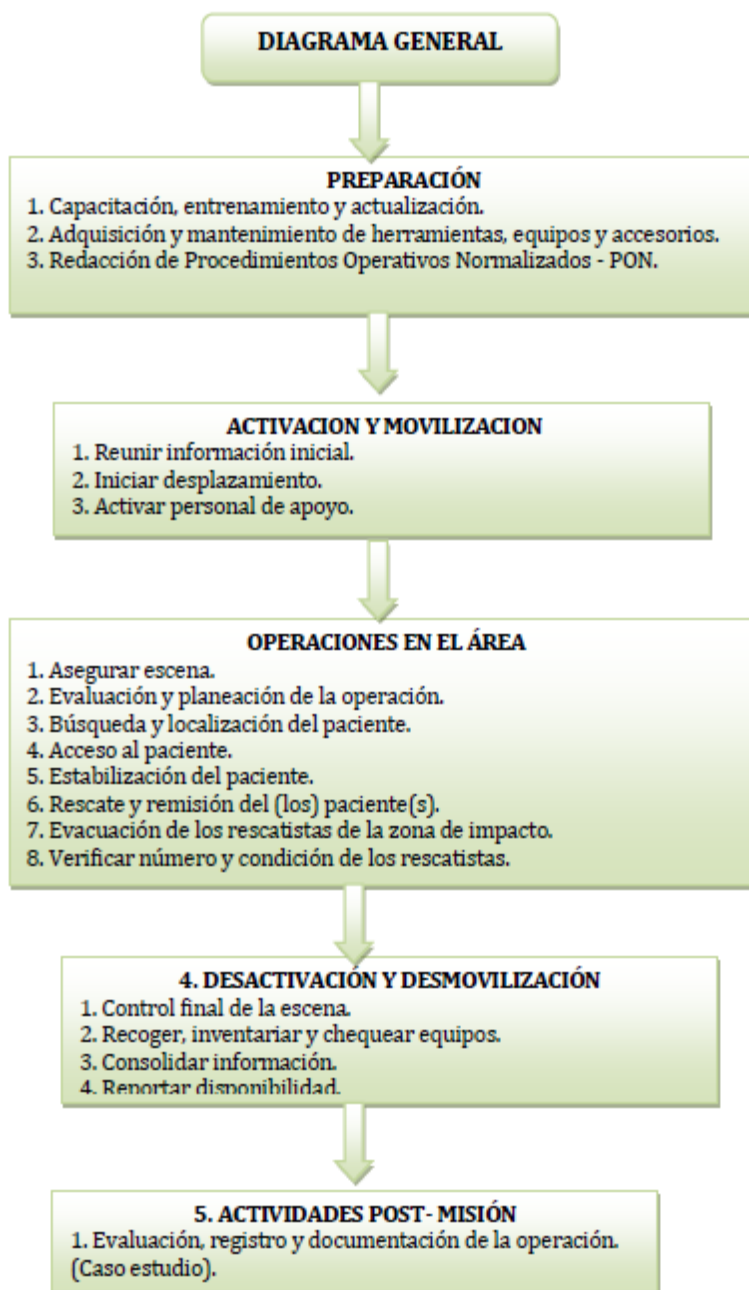 DIAGRAMA GENERAL
PREPARACIÓN
1. Capacitación, entrenamiento y actualización.
2. Adquisición y mantenimiento de herramientas, equipos y accesorios.
3. Redacción de Procedimientos Operativos Normalizados - PON.
ACTIVACION Y MOVILIZACION
1. Reunir información inicial.
2. Iniciar desplazamiento.
3. Activar personal de apoyo.
OPERACIONES EN EL ÁREA
1. Asegurar escena.
2. Evaluación y planeación de la operación.
3. Búsqueda y localización del paciente.
4. Acceso al paciente.
5. Estabilización del paciente.
6. Rescate y remisión del (los) paciente(s).
7. Evacuación de los rescatistas de la zona de impacto.
8. Verificar número y condición de los rescatistas.
4. DESACTIVACIÓN Y DESMOVILIZACIÓN
1. Control final de la escena.
2. Recoger, inventariar y chequear equipos.
3. Consolidar información.
4. Reportar disponibilidad.
5. ACTIVIDADES POST- MISIÓN
1. Evaluación, registro y documentación de la operación.
(Caso estudio).